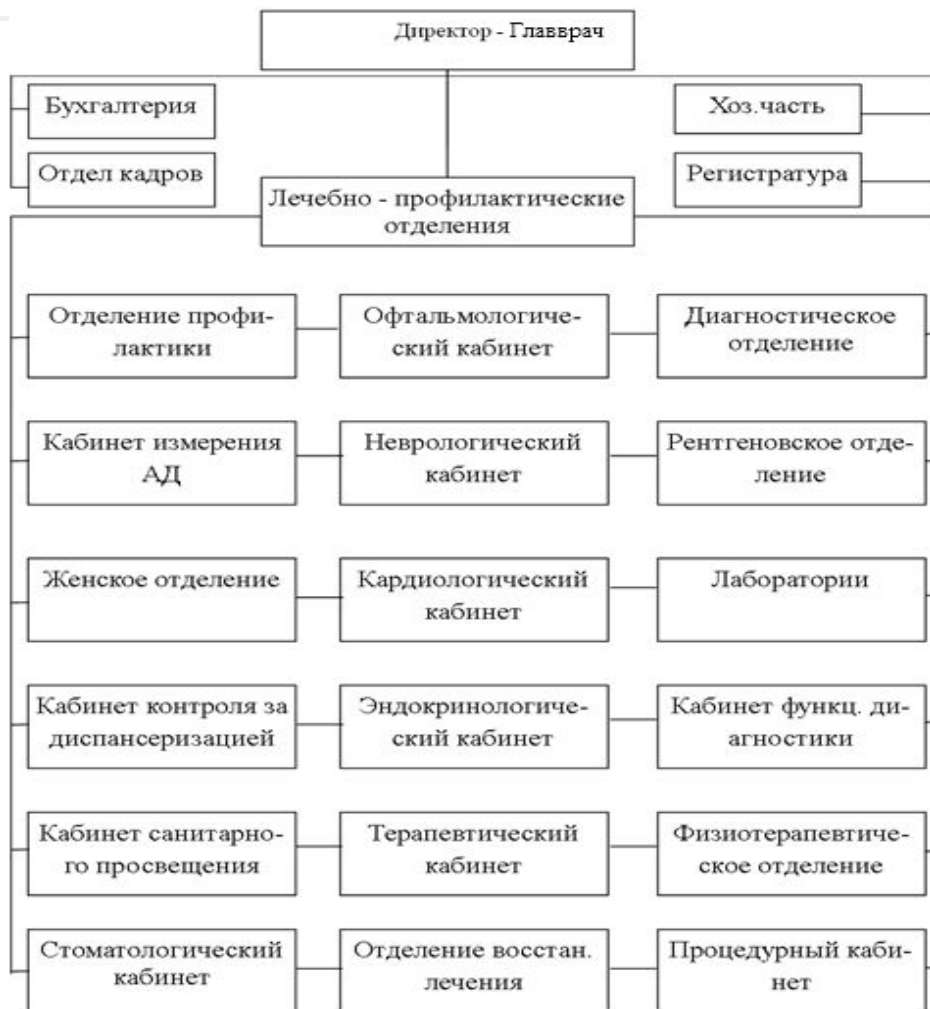 Директор - Главврач
Бухгалтерия
Хоз.часть
Отдел кадров
Регистратура
Лечебно - профилактические
отделения
Отделение профи-
лактики
Офтальмологиче-
ский кабинет
Диагностическое
отделение
Кабинет измерения
АД
Неврологический
кабинет
Рентгеновское отде-
ление
Женское отделение
Кардиологический
кабинет
Лаборатории
Кабинет контроля за
диспансеризацией
Эндокринологиче-
ский кабинет
Кабинет функц. ди-
агностики
Кабинет санитарно-
го просвещения
Терапевтический
кабинет
Физиотерапевтиче-
ское отделение
Стоматологический
кабинет
Отделение восстан.
лечения
Процедурный каби-
нет